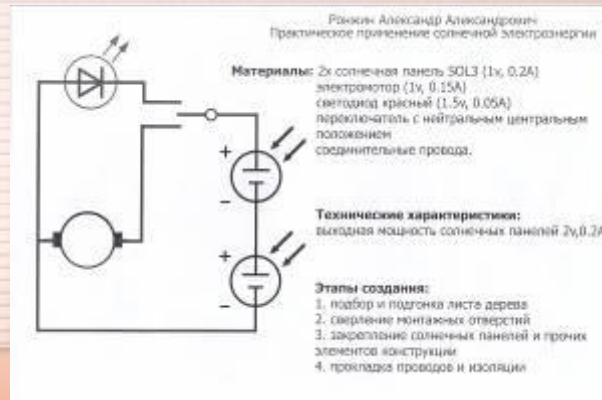 Ронжин Александр Александрович
Практическое применение солнечной электроэнергии
Материалы: 2x солнечная панель SOL3 (1v, 0.2A)
электромотор (1v, 0.15A)
светодиод красный (1.5v, 0.05A)
переключатель с нейтральным центральным
положением
соединительные провода.
+
-
Технические характеристики:
выходная мощность солнечных панелей 2v,0.2A
+
-
Этапы создания:
1. подбор и подгонка листа дерева
2. сверление монтажных отверстий
3. закрепление солнечных панелей и прочих
элементов конструкции
4. прокладка проводов и изоляции